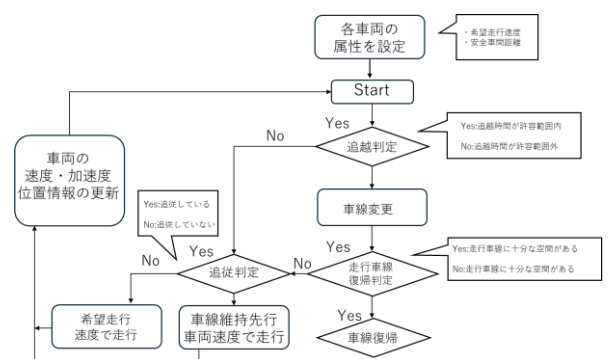 各車両の
属性を設定
・希望走行速度
・安全車間距離
Start
Yes
No
追越判定
Yes:追越時間が許容範囲内
No:追越時間が許容範囲外
車両の
速度・加速度
位置情報の更新
Yes:追従している
No:追従していない
車線変更
Yes
Yes
No
追従判定
No
走行車線
復帰判定
Yes:走行車線に十分な空間がある
No:走行車線に十分な空間がある
希望走行
速度で走行
車線維持先行
車両速度で走行
Yes
車線復帰